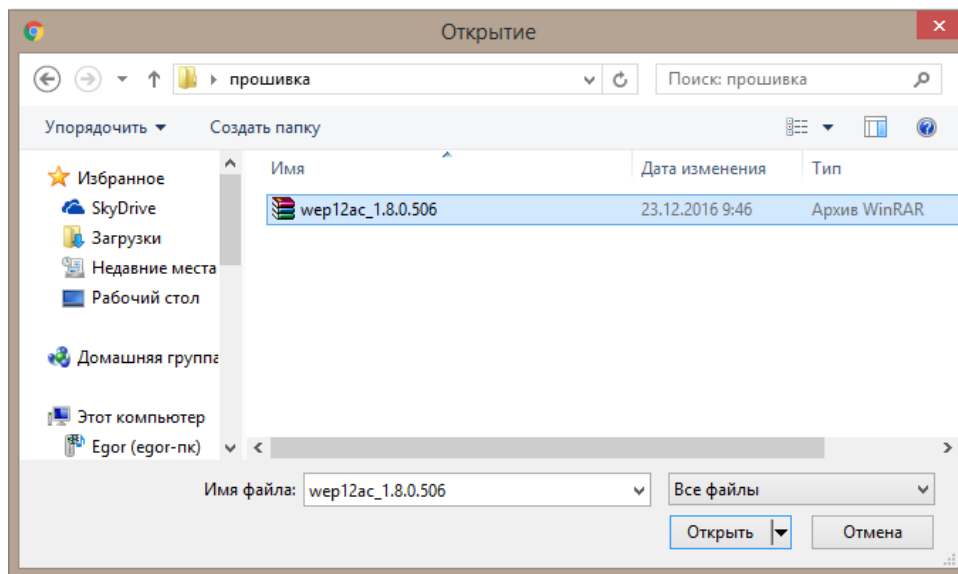 Открытие
прошивка
Поиск: прошивка
Упорядочить
Создать папку
Избранное
SkyDrive
Загрузки
Недавние места
Рабочий стол
Домашняя группа
Этот компьютер
Egor (egor-пк)
Имя Дата изменения Тип
wep12ac_1.8.0.506 23.12.2016 9:46 Архив WinRAR
Имя файла: wep12ac_1.8.0.506
Все файлы
Открыть
Отмена